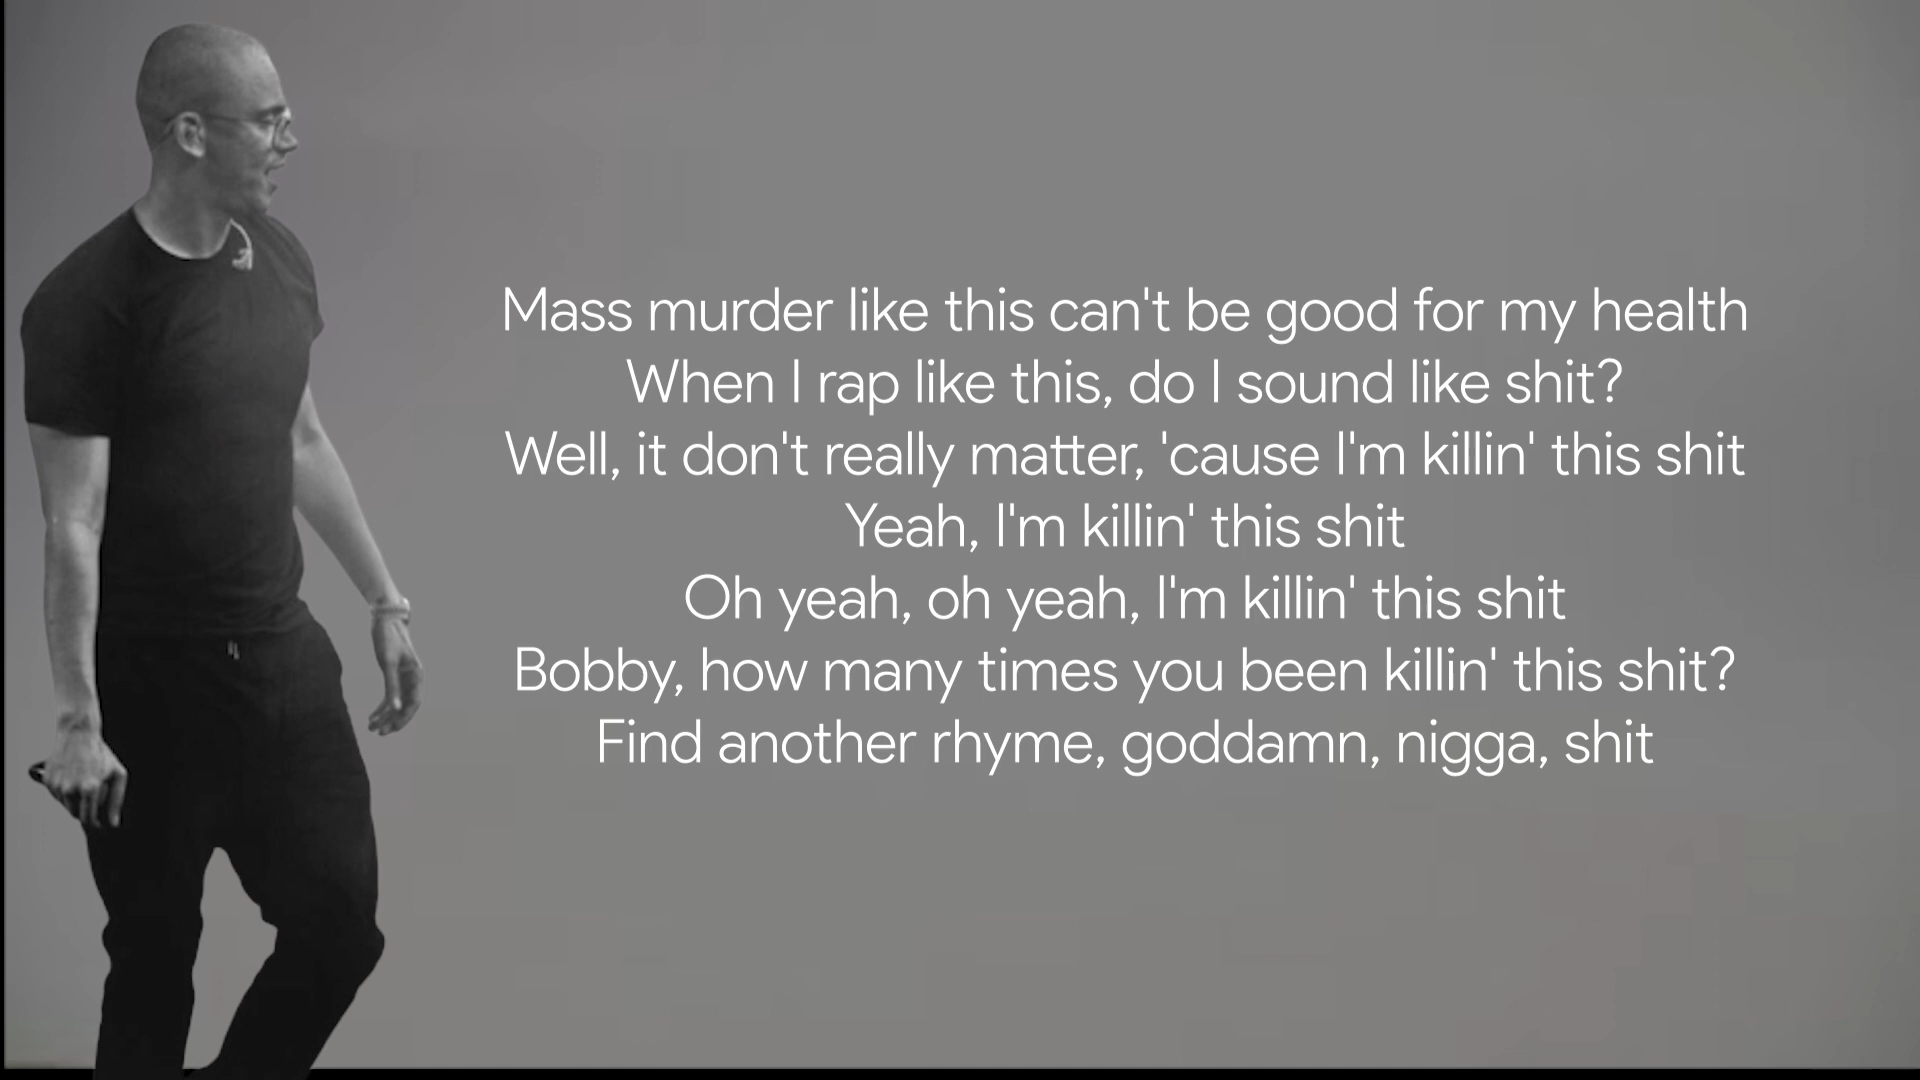 Mass murder like this can't be good for my health
When I rap like this, do I sound like shit?
Well, it don't really matter, 'cause I'm killin' this shit
Yeah, I'm killin' this shit
Oh yeah, oh yeah, I'm killin' this shit
Bobby, how many times you been killin' this shit?
Find another rhyme, goddamn, nigga, shit